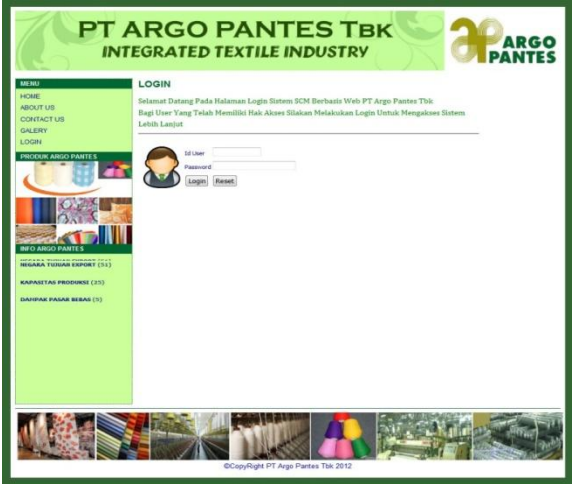 PT ARGO PANTES TBK
INTEGRATED TEXTILE INDUSTRY
ARGO
PANTES
MENU
HOME
ABOUT US
CONTACT US
GALERY
LOGIN
PRODUK ARGO PANTES
INFO ARGO PANTES
NEGARA TUJUAN EXPORT (51)
KAPASITAS PRODUKSI (35)
DAMPAK PASAR BEBAS (5)
LOGIN
Selamat Datang Pada Halaman Login Sistem SCM Berbasis Web PT Argo Pantes Tbk
Bagi User Yang Telah Memiliki Hak Akses Silakan Melakukan Login Untuk Mengakses Sistem
Lebih Lanjut
Id User
Password
Login Reset
©CopyRight PT Argo Pantes Tbk 2012